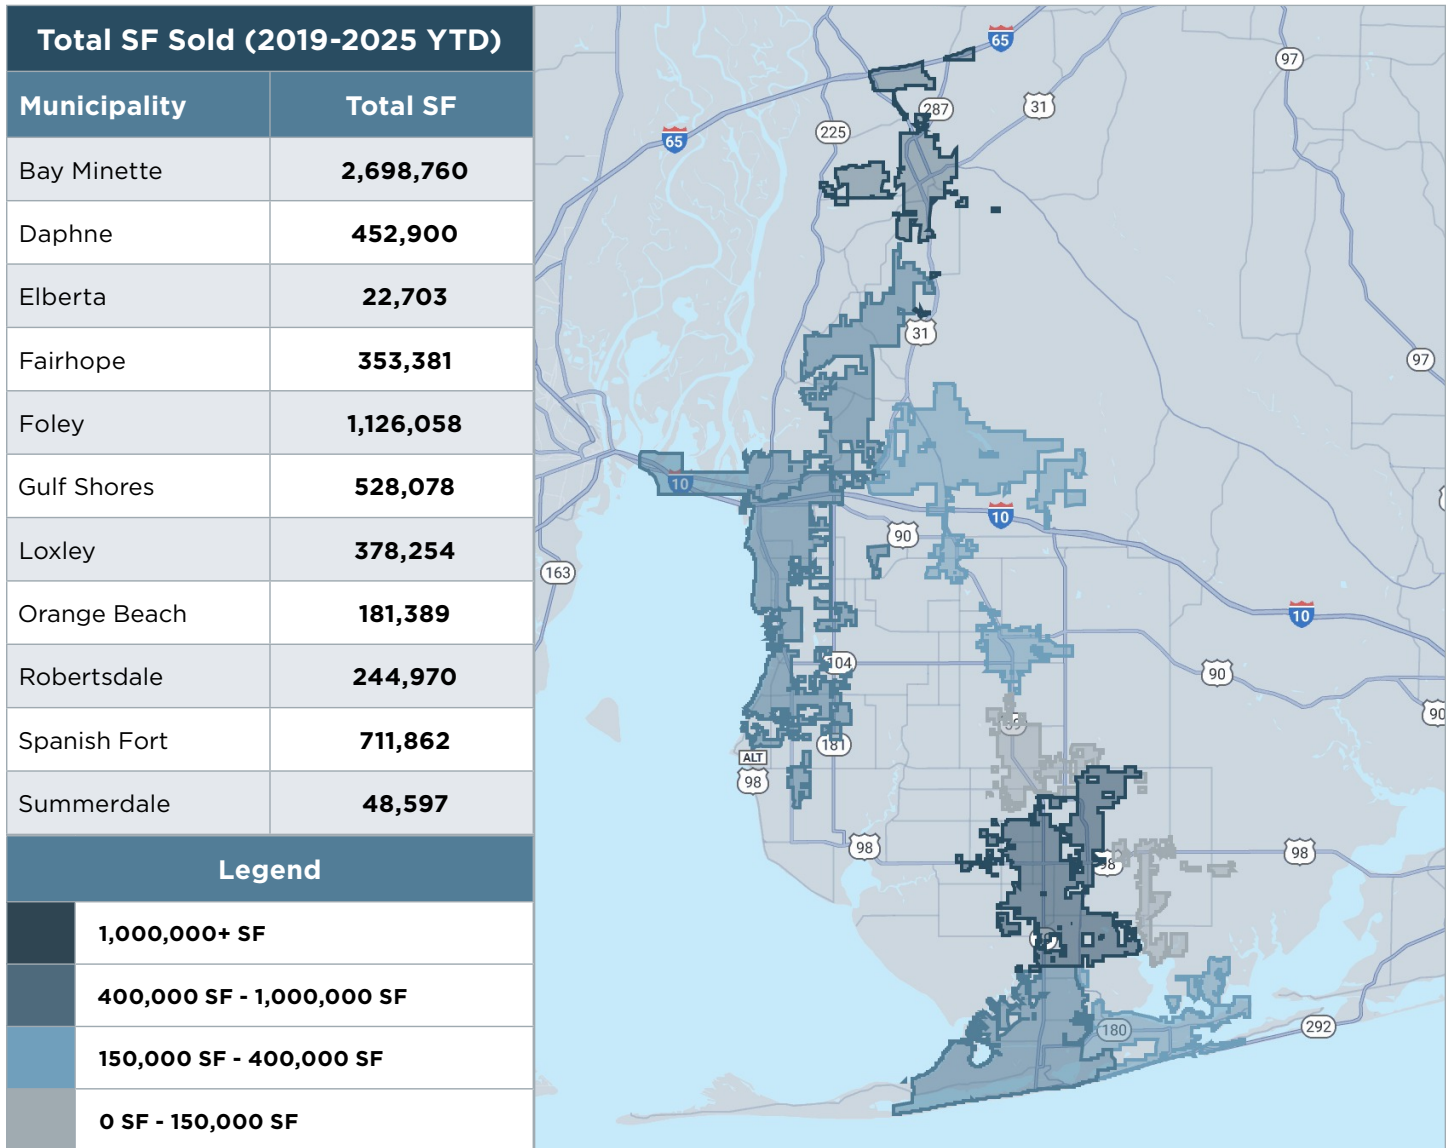 Total SF Sold (2019-2025 YTD)
Municipality Total SF
Bay Minette 2,698,760
Daphne 452,900
Elberta 22,703
Fairhope 353,381
Foley 1,126,058
Gulf Shores 528,078
Loxley 378,254
Orange Beach 181,389
Robertsdale 244,970
Spanish Fort 711,862
Summerdale 48,597
Legend
1,000,000+ SF
400,000 SF - 1,000,000 SF
150,000 SF - 400,000 SF
0 SF - 150,000 SF
65
97
287
31
225
65
31
97
10
10
90
163
10
104
90
90
181
ALT
98
98
98
98
180
292